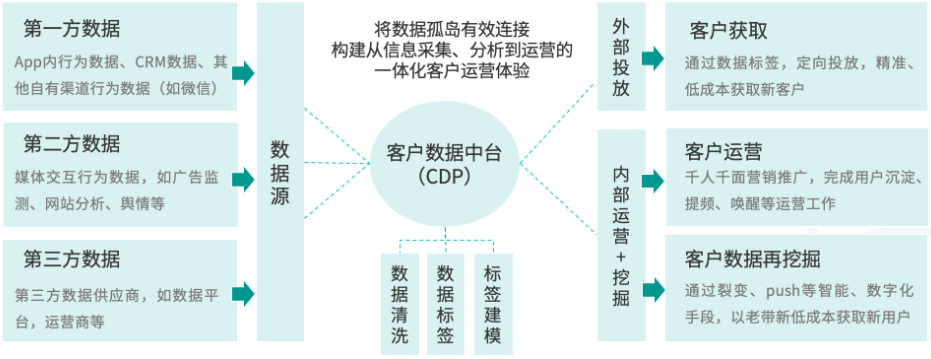 第一方数据
App内行为数据、CRM数据、其
他自有渠道行为数据（如微信）
第二方数据
媒体交互行为数据，如广告监
测、网站分析、舆情等
第三方数据
第三方数据供应商，如数据平
台，运营商等
数据源
将数据孤岛有效连接
构建从信息采集、分析到运营的
一体化客户运营体验
客户数据中台
（CDP）
数据清洗
数据标签
标签建模
外部投放
内部运营+挖掘
客户获取
通过数据标签，定向投放，精准、
低成本获取新客户
客户运营
千人千面营销推广，完成用户沉淀、
提频、唤醒等运营工作
客户数据再挖掘
通过裂变、push等智能、数字化
手段，以老带新低成本获取新用户